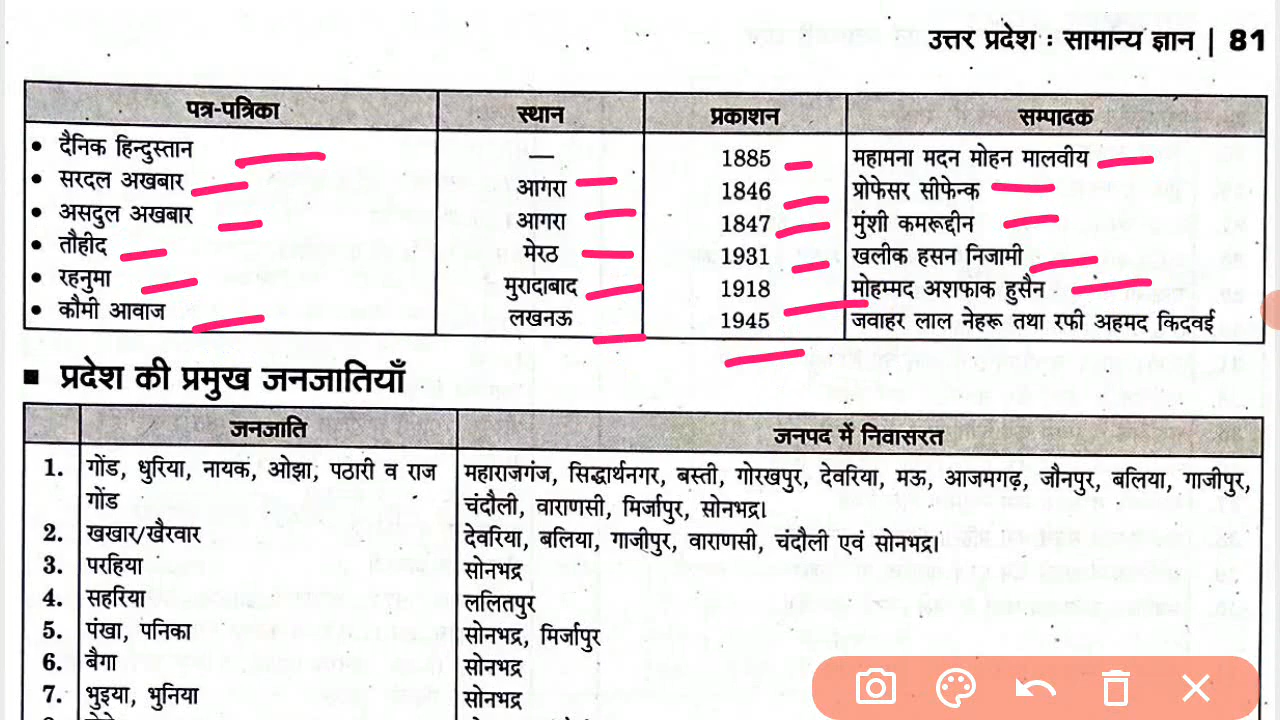 उत्तर प्रदेश : सामान्य ज्ञान | 81
पत्र-पत्रिका स्थान प्रकाशन सम्पादक
• दैनिक हिन्दुस्तान — 1885 महामना मदन मोहन मालवीय
• सरदल अखबार आगरा 1846 प्रोफेसर सीफेन्क
• असदुल अखबार आगरा 1847 मुंशी कमरूद्दीन
• तौहीद मेरठ 1931 खलीक हसन निजामी
• रहनुमा मुरादाबाद 1918 मोहम्मद अशफाक हुसैन
• कौमी आवाज लखनऊ 1945 जवाहर लाल नेहरू तथा रफी अहमद किदवई
■ प्रदेश की प्रमुख जनजातियाँ
जनजाति जनपद में निवासरत
1. गोंड, धुरिया, नायक, ओझा, पठारी व राज महाराजगंज, सिद्धार्थनगर, बस्ती, गोरखपुर, देवरिया, मऊ, आजमगढ़, जौनपुर, बलिया, गाजीपुर,
गोंड चंदौली, वाराणसी, मिर्जापुर, सोनभद्र।
2. खखार/खैरवार देवरिया, बलिया, गाजीपुर, वाराणसी, चंदौली एवं सोनभद्र।
3. परहिया सोनभद्र
4. सहरिया ललितपुर
5. पंखा, पनिका सोनभद्र, मिर्जापुर
6. बैगा सोनभद्र
7. भुइया, भुनिया सोनभद्र